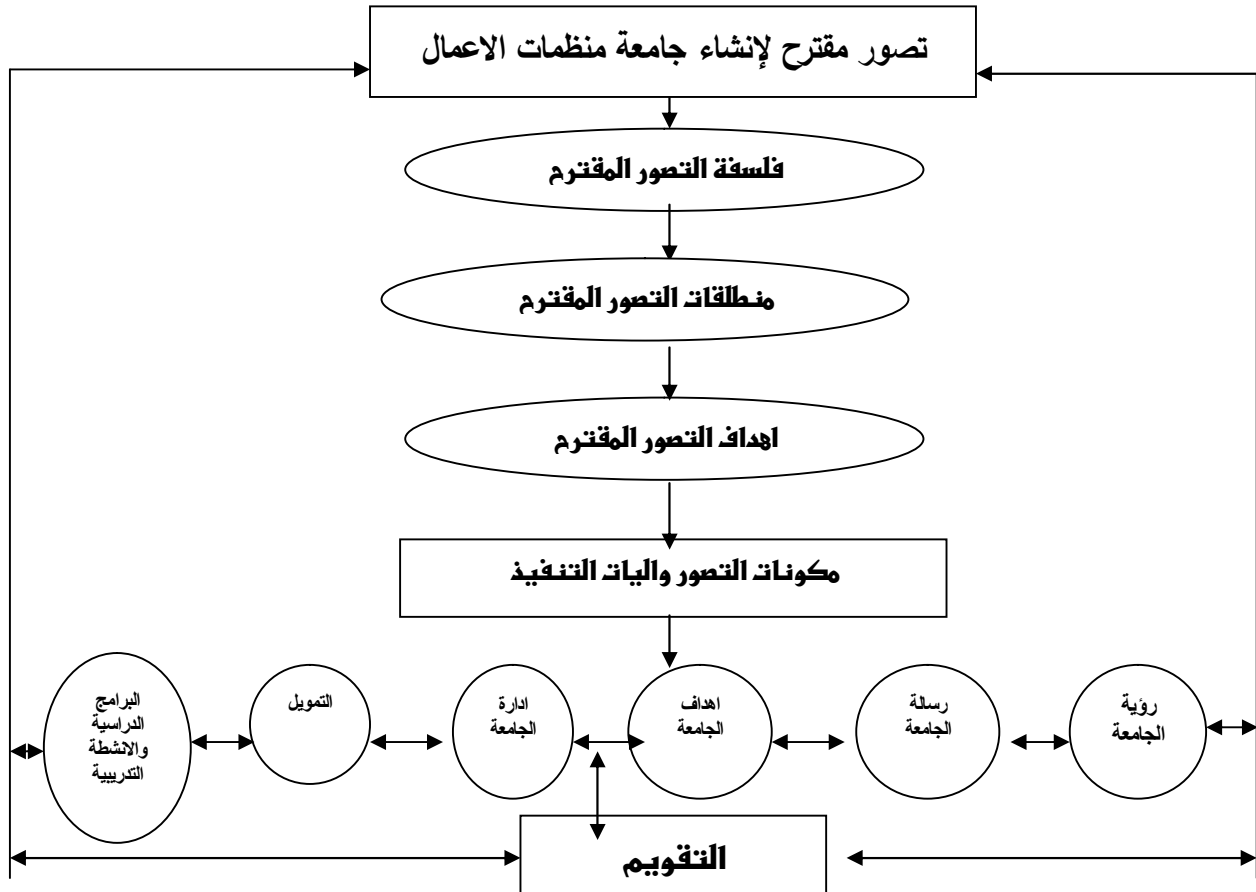 تصور مقترح لإنشاء جامعة منظمات الاعمال
فلسفة التصور المقترح
منطلقات التصور المقترح
اهداف التصور المقترح
مكونات التصور واليات التنفيذ
رؤية
الجامعة
رسالة
الجامعة
اهداف
الجامعة
ادارة
الجامعة
التمويل
البرامج
الدراسية
والانشطة
التدريبية
التقويم